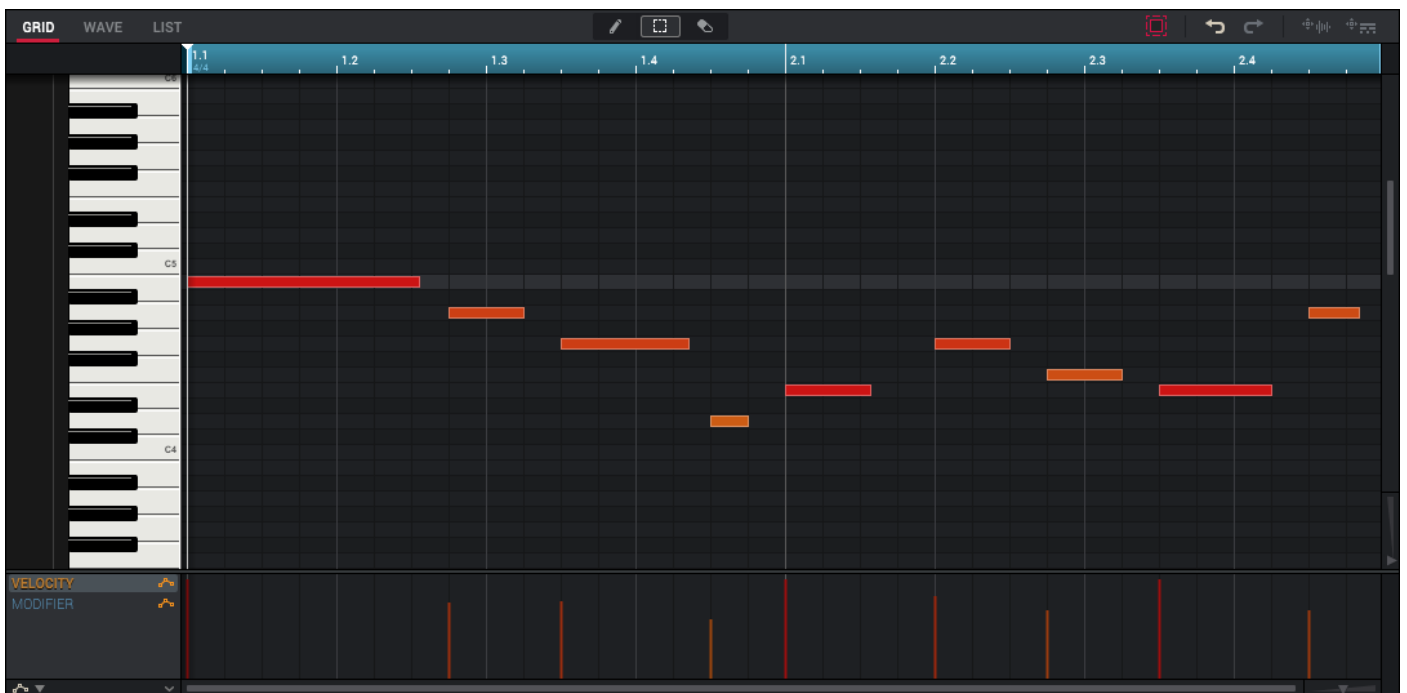 GRID WAVE LIST
1.1 1.2 1.3 1.4 2.1 2.2 2.3 2.4
4/4
C6
C5
C4
VELOCITY
MODIFIER